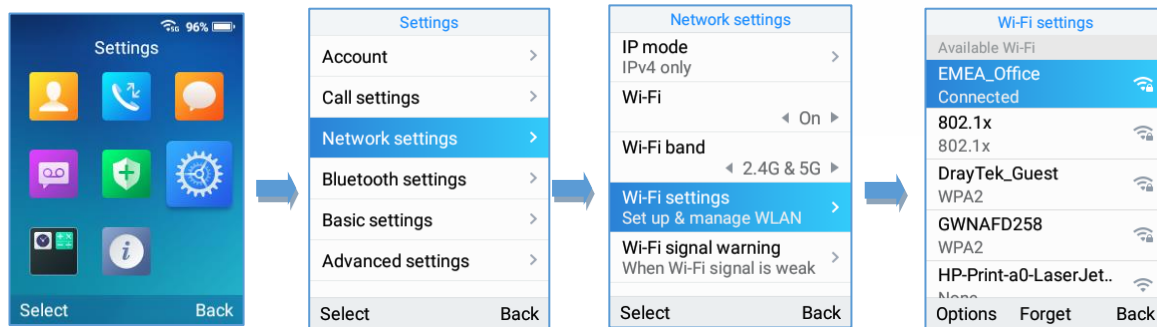 5G 96%
Settings
Select Back
Settings
Account
Call settings
Network settings
Bluetooth settings
Basic settings
Advanced settings
Select Back
Network settings
IP mode
IPv4 only
Wi-Fi
On
Wi-Fi band
2.4G & 5G
Wi-Fi settings
Set up & manage WLAN
Wi-Fi signal warning
When Wi-Fi signal is weak
Select Back
Wi-Fi settings
Available Wi-Fi
EMEA_Office
Connected
802.1x
802.1x
DrayTek_Guest
WPA2
GWNAFD258
WPA2
HP-Print-a0-LaserJet..
None
Options Forget Back